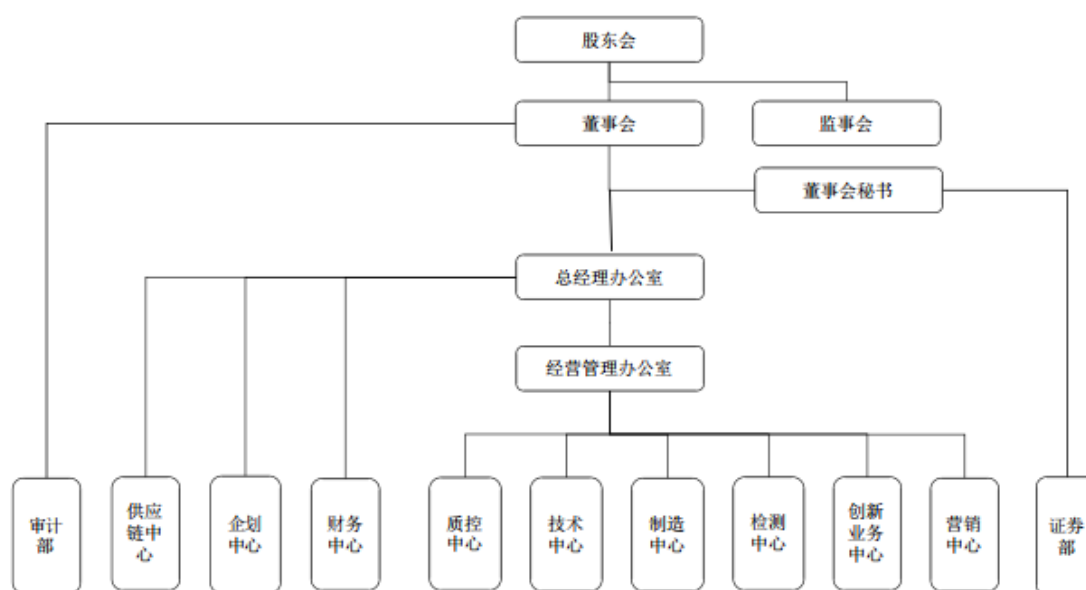 股东会
董事会
监事会
董事会秘书
总经理办公室
经营管理办公室
审计
部
供应
链中
心
企划
中心
财务
中心
质控
中心
技术
中心
制造
中心
检测
中心
创新
业务
中心
营销
中心
证券
部